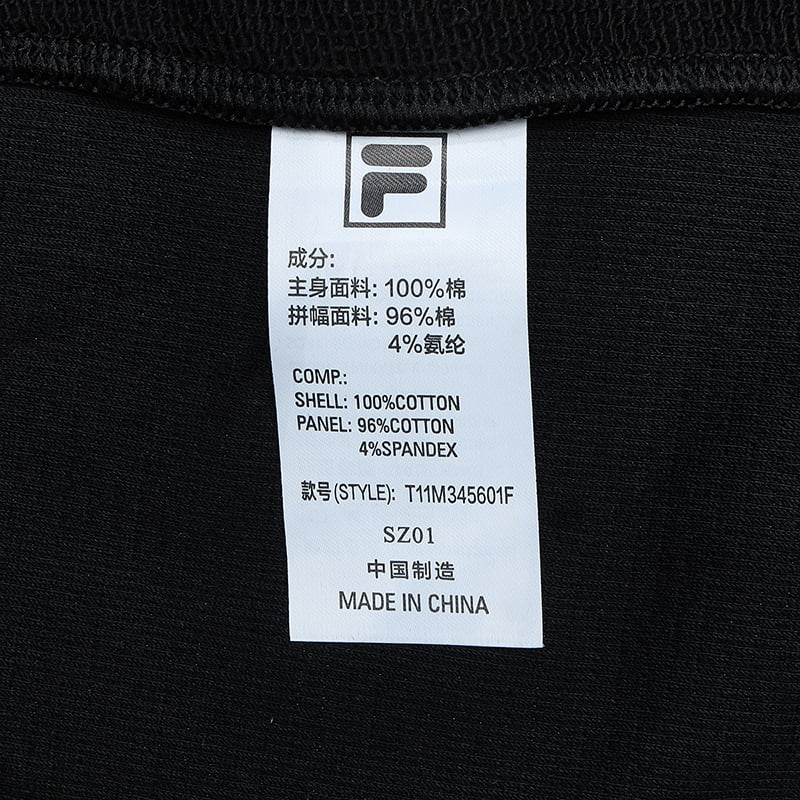 F
成分:
主身面料: 100%棉
拼幅面料: 96%棉
4%氨纶
COMP.:
SHELL: 100%COTTON
PANEL: 96%COTTON
4%SPANDEX
款号(STYLE): T11M345601F
SZ01
中国制造
MADE IN CHINA